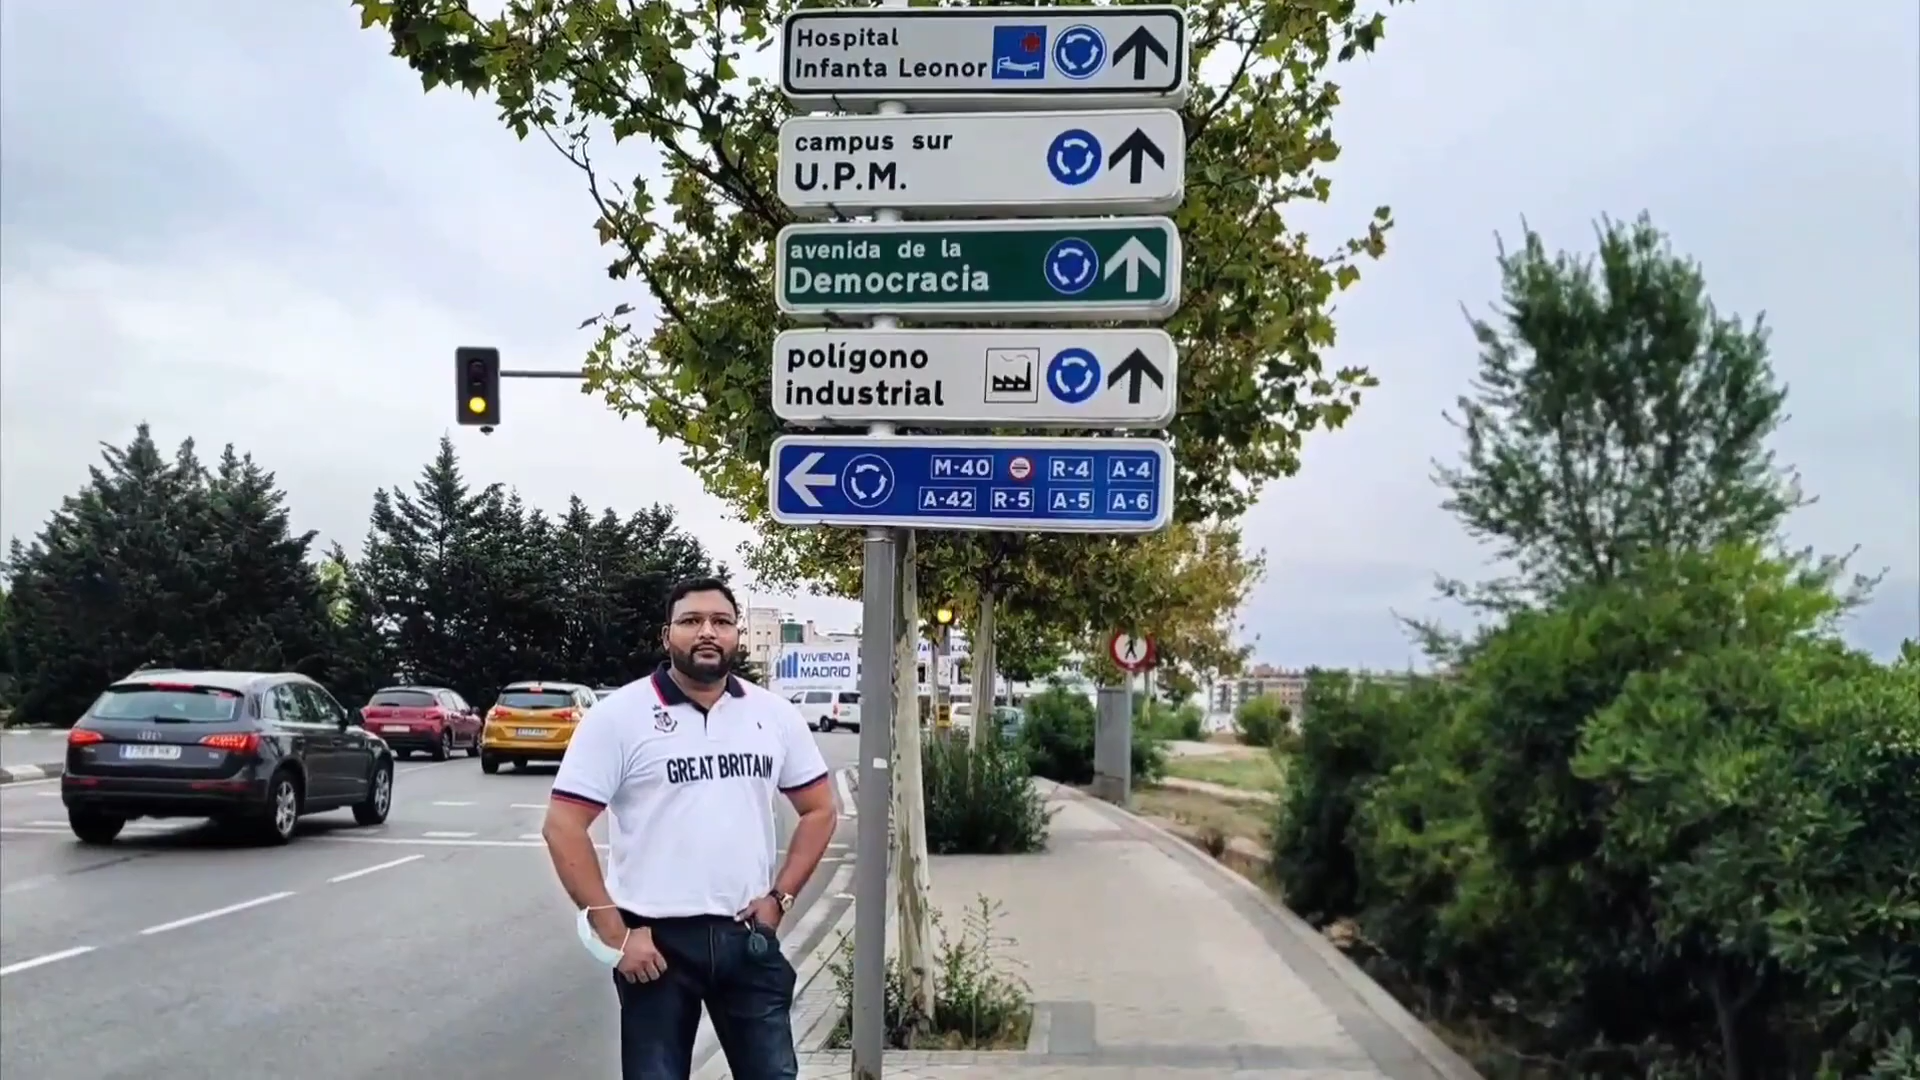 Hospital
Infanta Leonor
campus sur
U.P.M.
avenida de la
Democracia
polígono
industrial
M-40 R-4 A-4
A-42 R-5 A-5 A-6
VIVIENDA
MADRID
GREAT BRITAIN